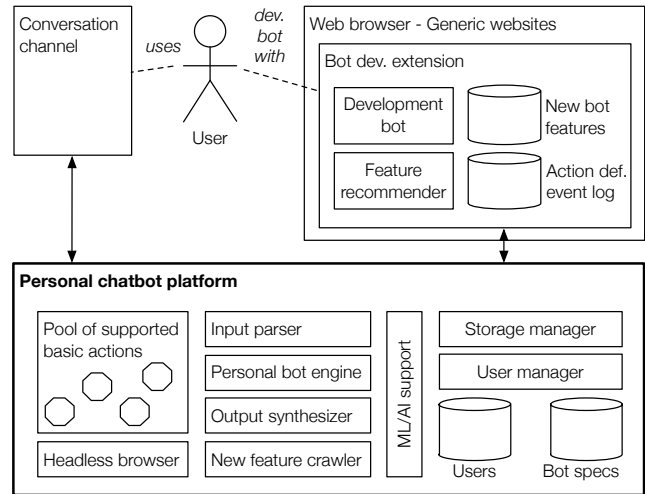 Conversation
channel
uses
User
dev.
bot
with
Web browser - Generic websites
Bot dev. extension
Development
bot
New bot
features
Feature
recommender
Action def.
event log
Personal chatbot platform
Pool of supported
basic actions
Headless browser
Input parser
Personal bot engine
Output synthesizer
New feature crawler
ML/AI support
Storage manager
User manager
Users
Bot specs